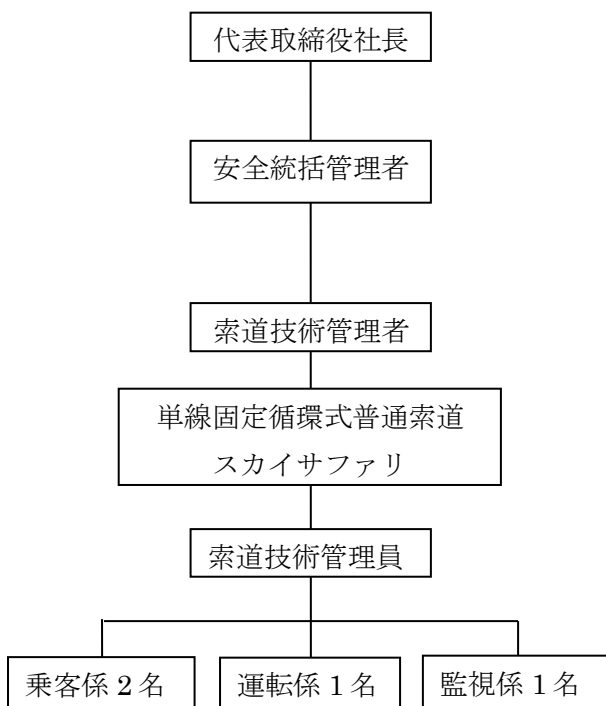 代表取締役社長
安全統括管理者
索道技術管理者
単線固定循環式普通索道
スカイサファリ
索道技術管理員
乗客係 2 名
運転係 1 名
監視係 1 名